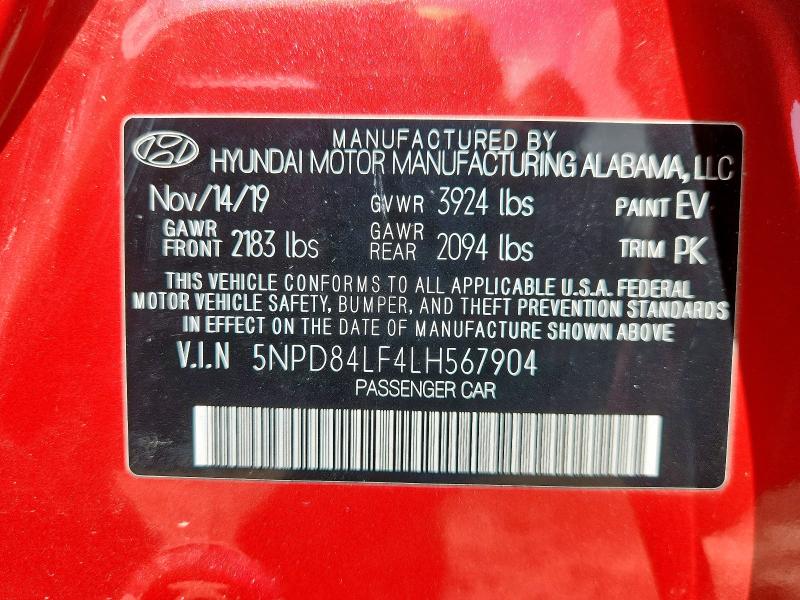 MANUFACTURED BY
HYUNDAI MOTOR MANUFACTURING ALABAMA, LLC
Nov/14/19 GVWR 3924 lbs PAINT EV
GAWR FRONT 2183 lbs GAWR REAR 2094 lbs TRIM PK
THIS VEHICLE CONFORMS TO ALL APPLICABLE U.S.A. FEDERAL
MOTOR VEHICLE SAFETY, BUMPER, AND THEFT PREVENTION STANDARDS
IN EFFECT ON THE DATE OF MANUFACTURE SHOWN ABOVE.
V.I.N 5NPD84LF4LH567904
PASSENGER CAR